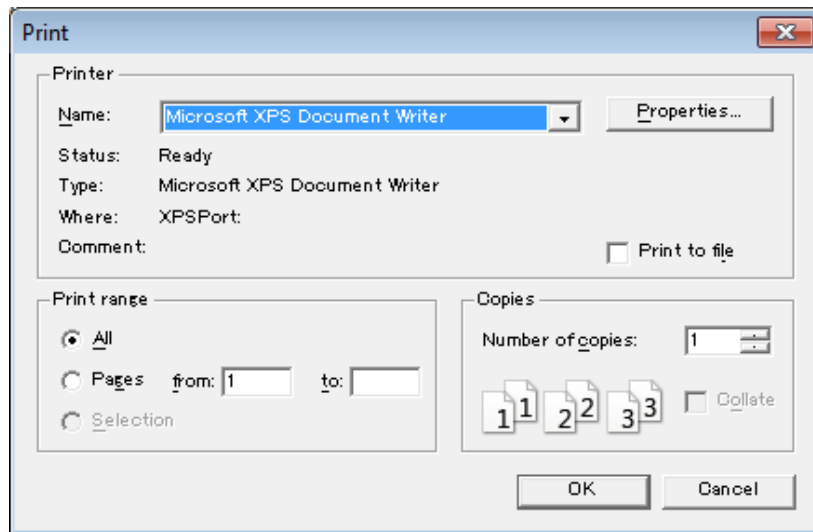 Print
Printer
Name: Microsoft XPS Document Writer Properties...
Status: Ready
Type: Microsoft XPS Document Writer
Where: XPSPort:
Comment: Print to file
Print range
All
Pages from: 1 to:
Selection
Copies
Number of copies: 1
1 1 2 2 3 3 Collate
OK Cancel